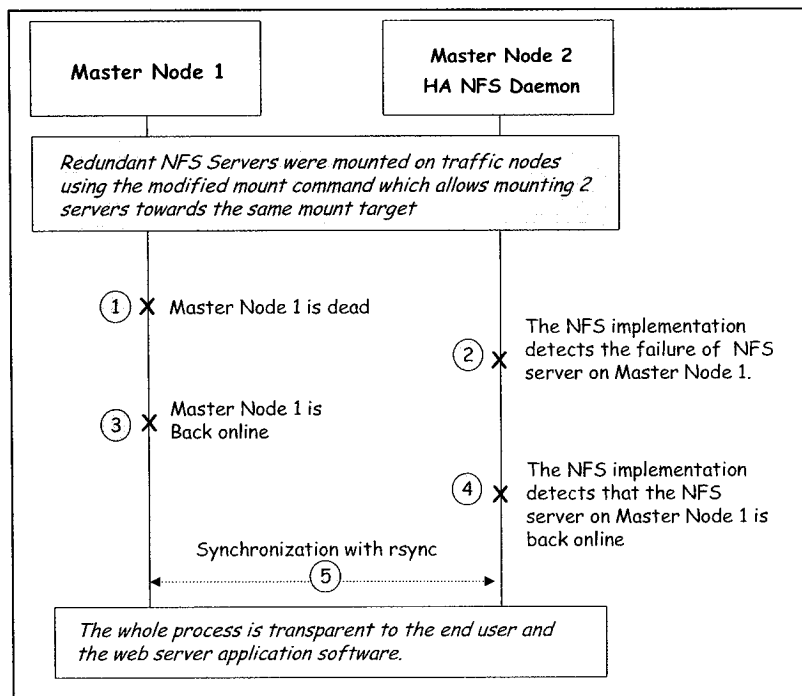 Master Node 1
Master Node 2
HA NFS Daemon
Redundant NFS Servers were mounted on traffic nodes
using the modified mount command which allows mounting 2
servers towards the same mount target
1
Master Node 1 is dead
2
The NFS implementation
detects the failure of NFS
server on Master Node 1.
3
Master Node 1 is
Back online
4
The NFS implementation
detects that the NFS
server on Master Node 1 is
back online
Synchronization with rsync
5
The whole process is transparent to the end user and
the web server application software.